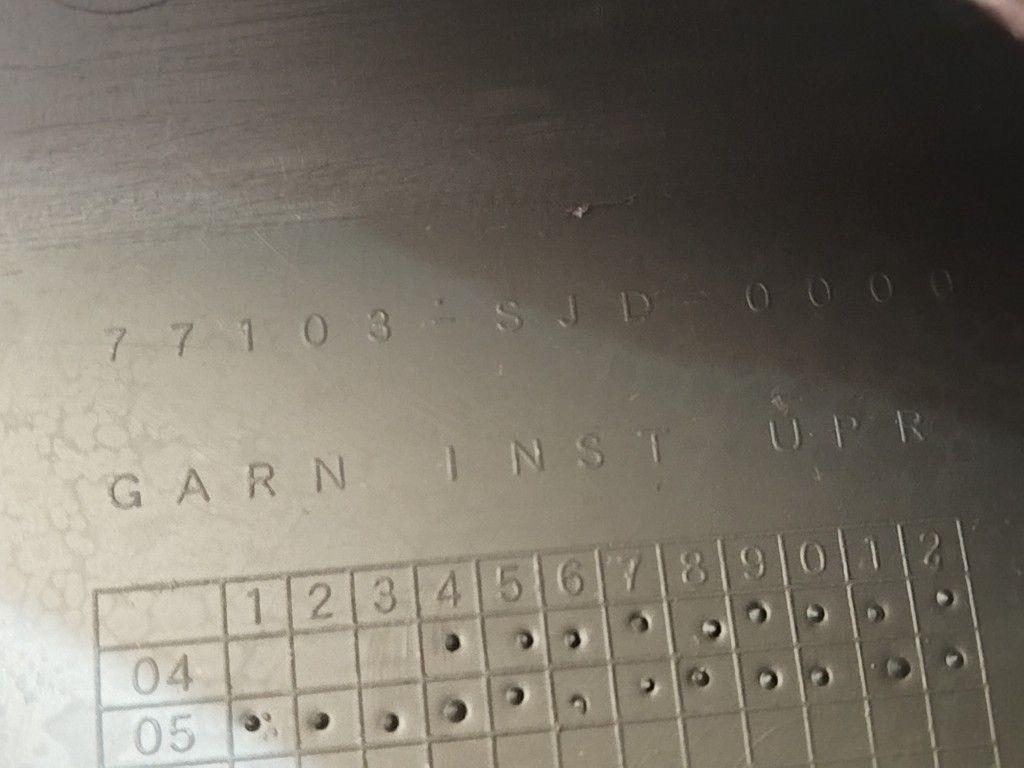 77103-SJD-0000
GARN INST UPR
1 2 3 4 5 6 7 8 9 0 1 2
04
05